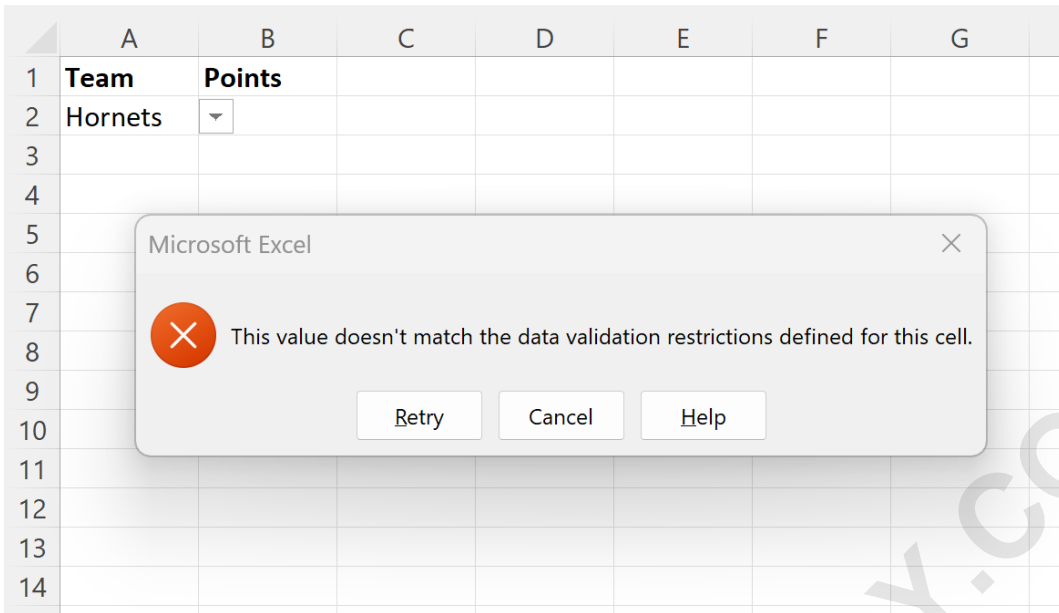 A B C D E F G
1 Team Points
2 Hornets
3
4
5
Microsoft Excel
6
7
This value doesn't match the data validation restrictions defined for this cell.
8
9
Retry Cancel Help
10
11
12
13
14
Y.CO